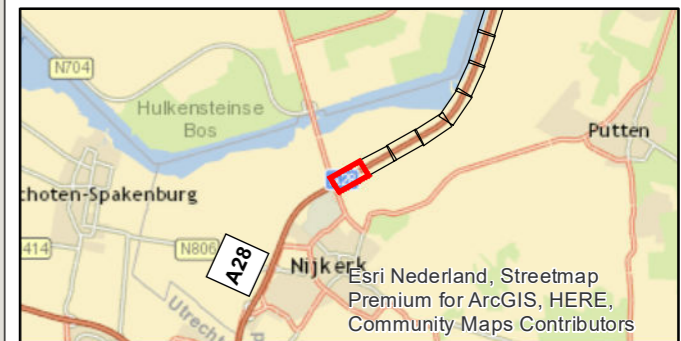 N704
Hulkensteinse
Bos
Putten
choten-Spakenburg
414
N806
A28
Nijkerk
Utrecht
Esri Nederland, Streetmap
Premium for ArcGIS, HERE,
Community Maps Contributors